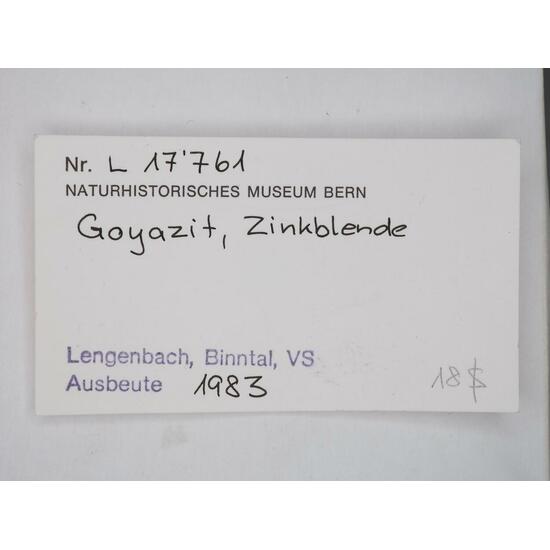 Nr. L 17'761
NATURHISTORISCHES MUSEUM BERN
Goyazit, Zinkblende
Lengenbach, Binntal, VS
Ausbeute 1983
18$